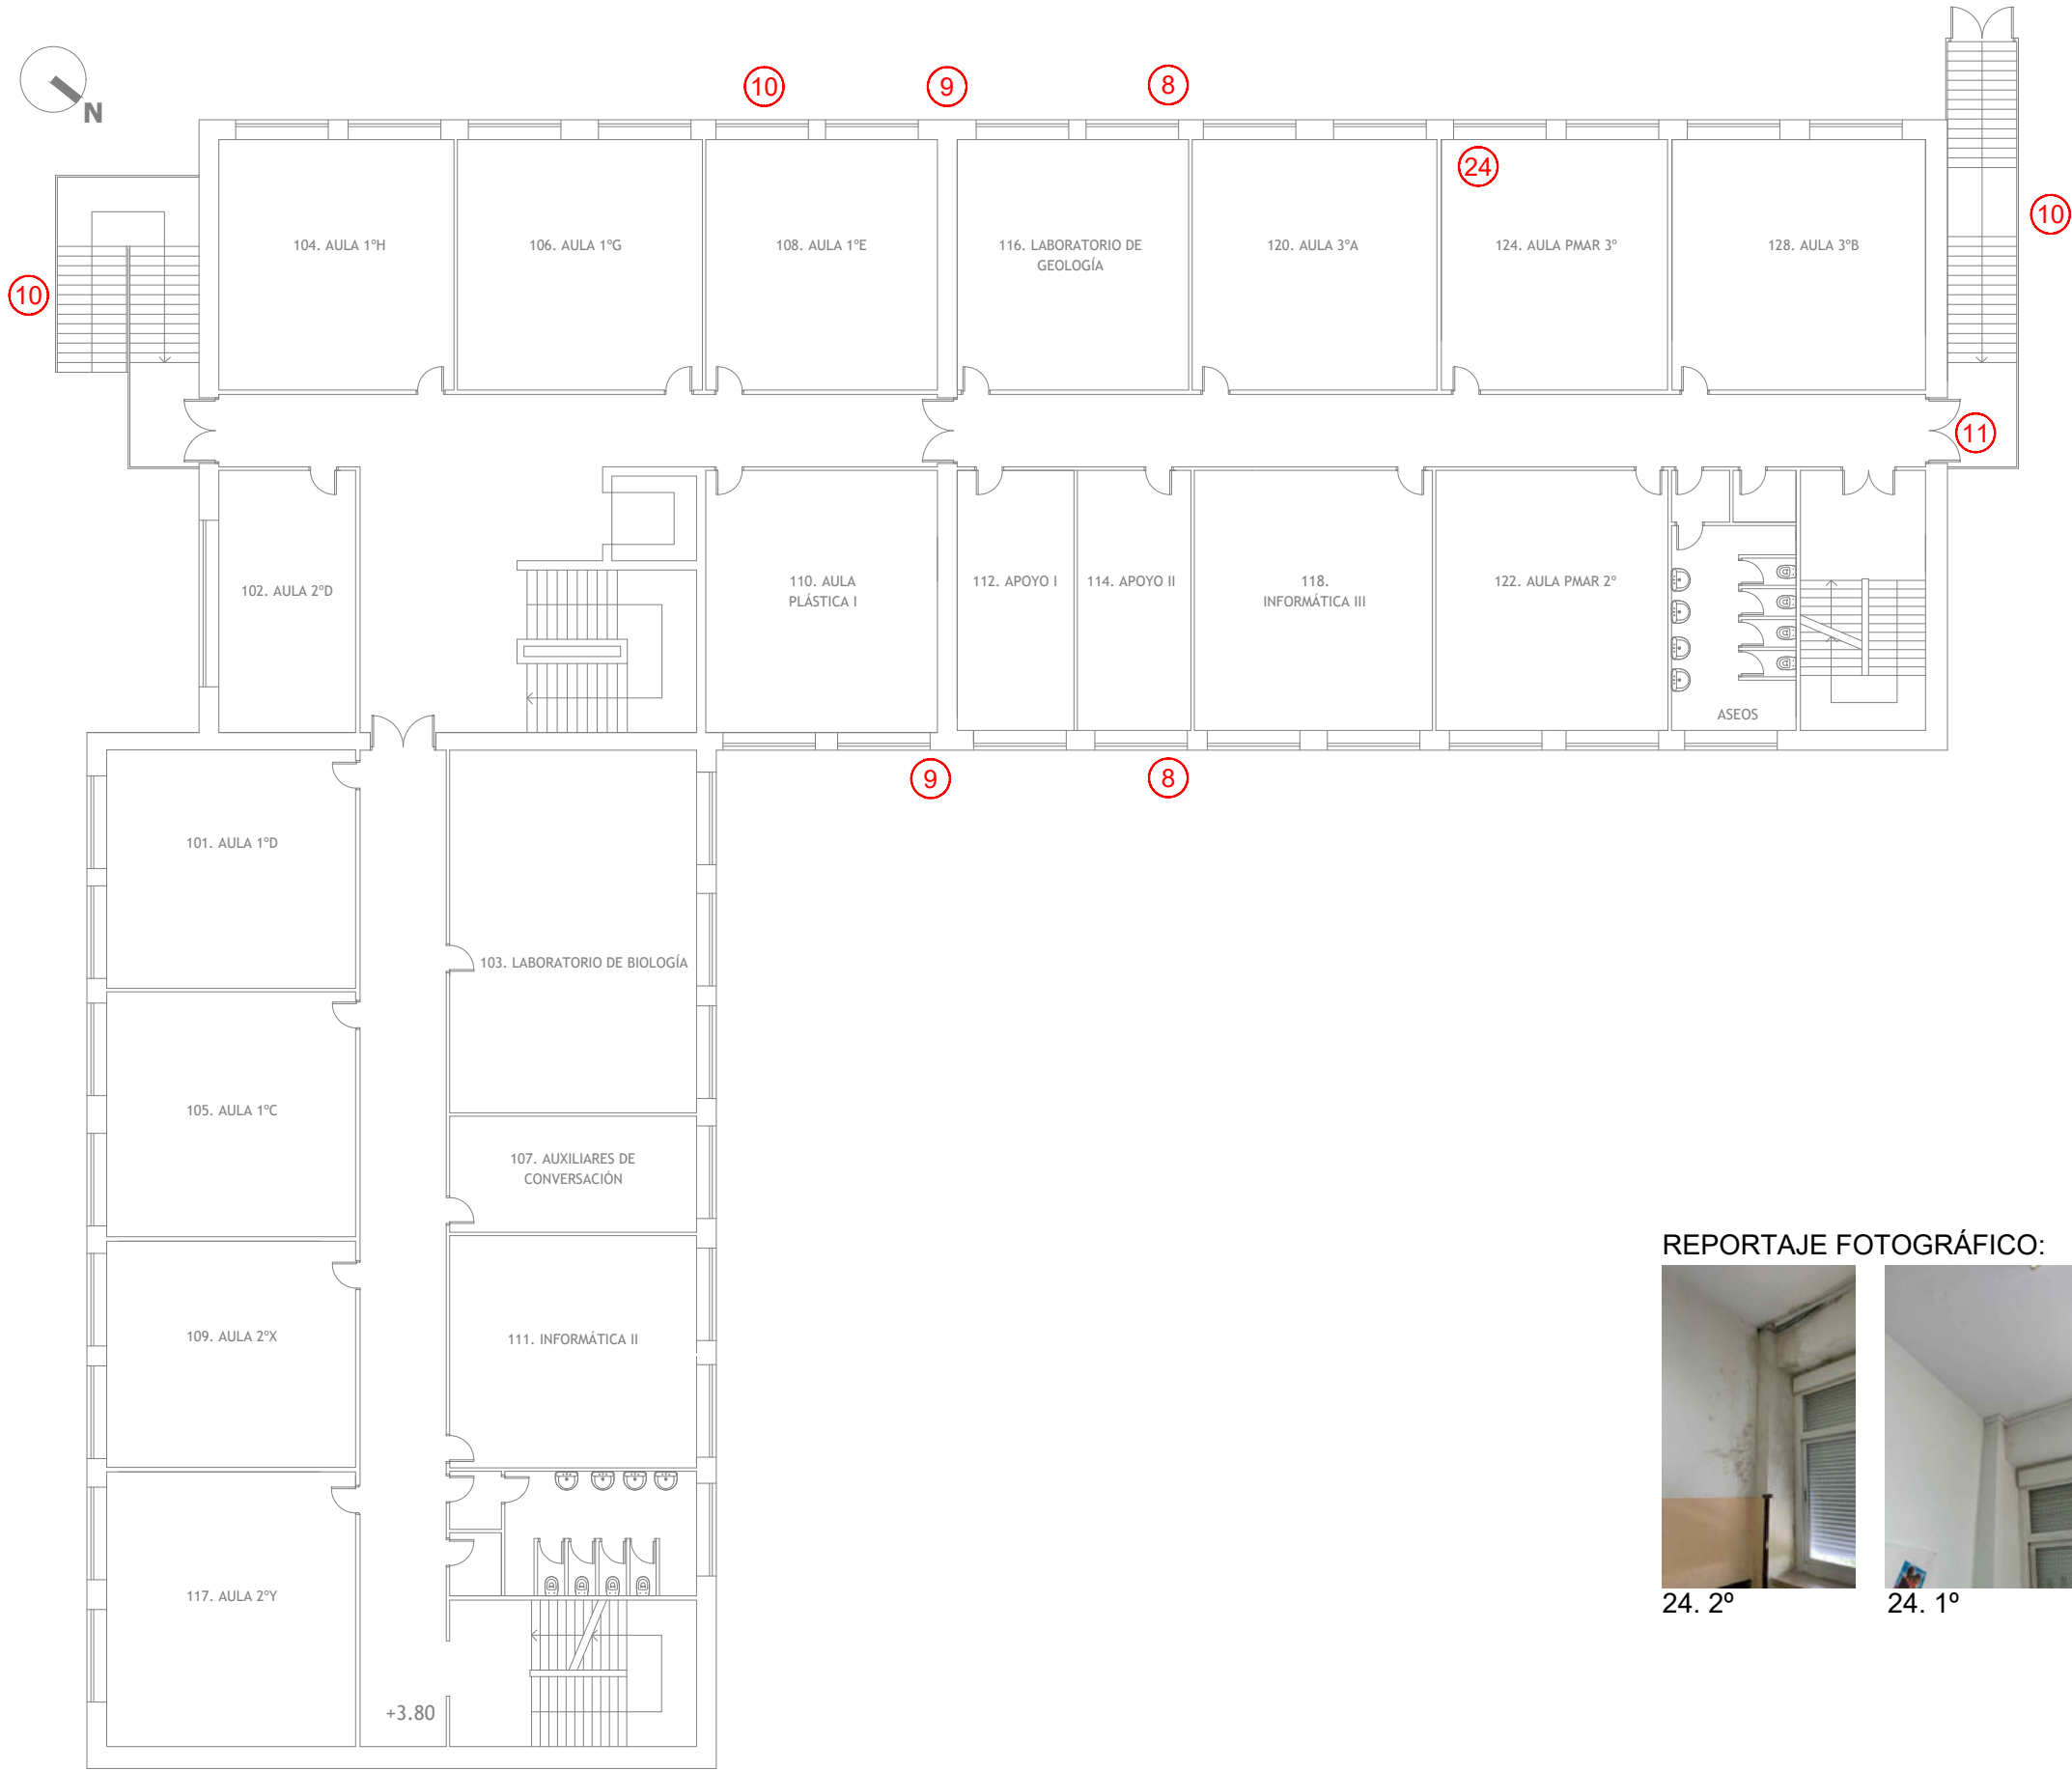 N
10
9
8
24
10
10
11
104. AULA 1ºH
106. AULA 1ºG
108. AULA 1ºE
116. LABORATORIO DE
GEOLOGÍA
120. AULA 3ºA
124. AULA PMAR 3º
128. AULA 3ºB
102. AULA 2ºD
110. AULA
PLÁSTICA I
112. APOYO I
114. APOYO II
118.
INFORMÁTICA III
122. AULA PMAR 2º
ASEOS
9
8
101. AULA 1ºD
103. LABORATORIO DE BIOLOGÍA
105. AULA 1ºC
107. AUXILIARES DE
CONVERSACIÓN
109. AULA 2ºX
111. INFORMÁTICA II
117. AULA 2ºY
+3.80
REPORTAJE FOTOGRÁFICO:
24. 2º
24. 1º